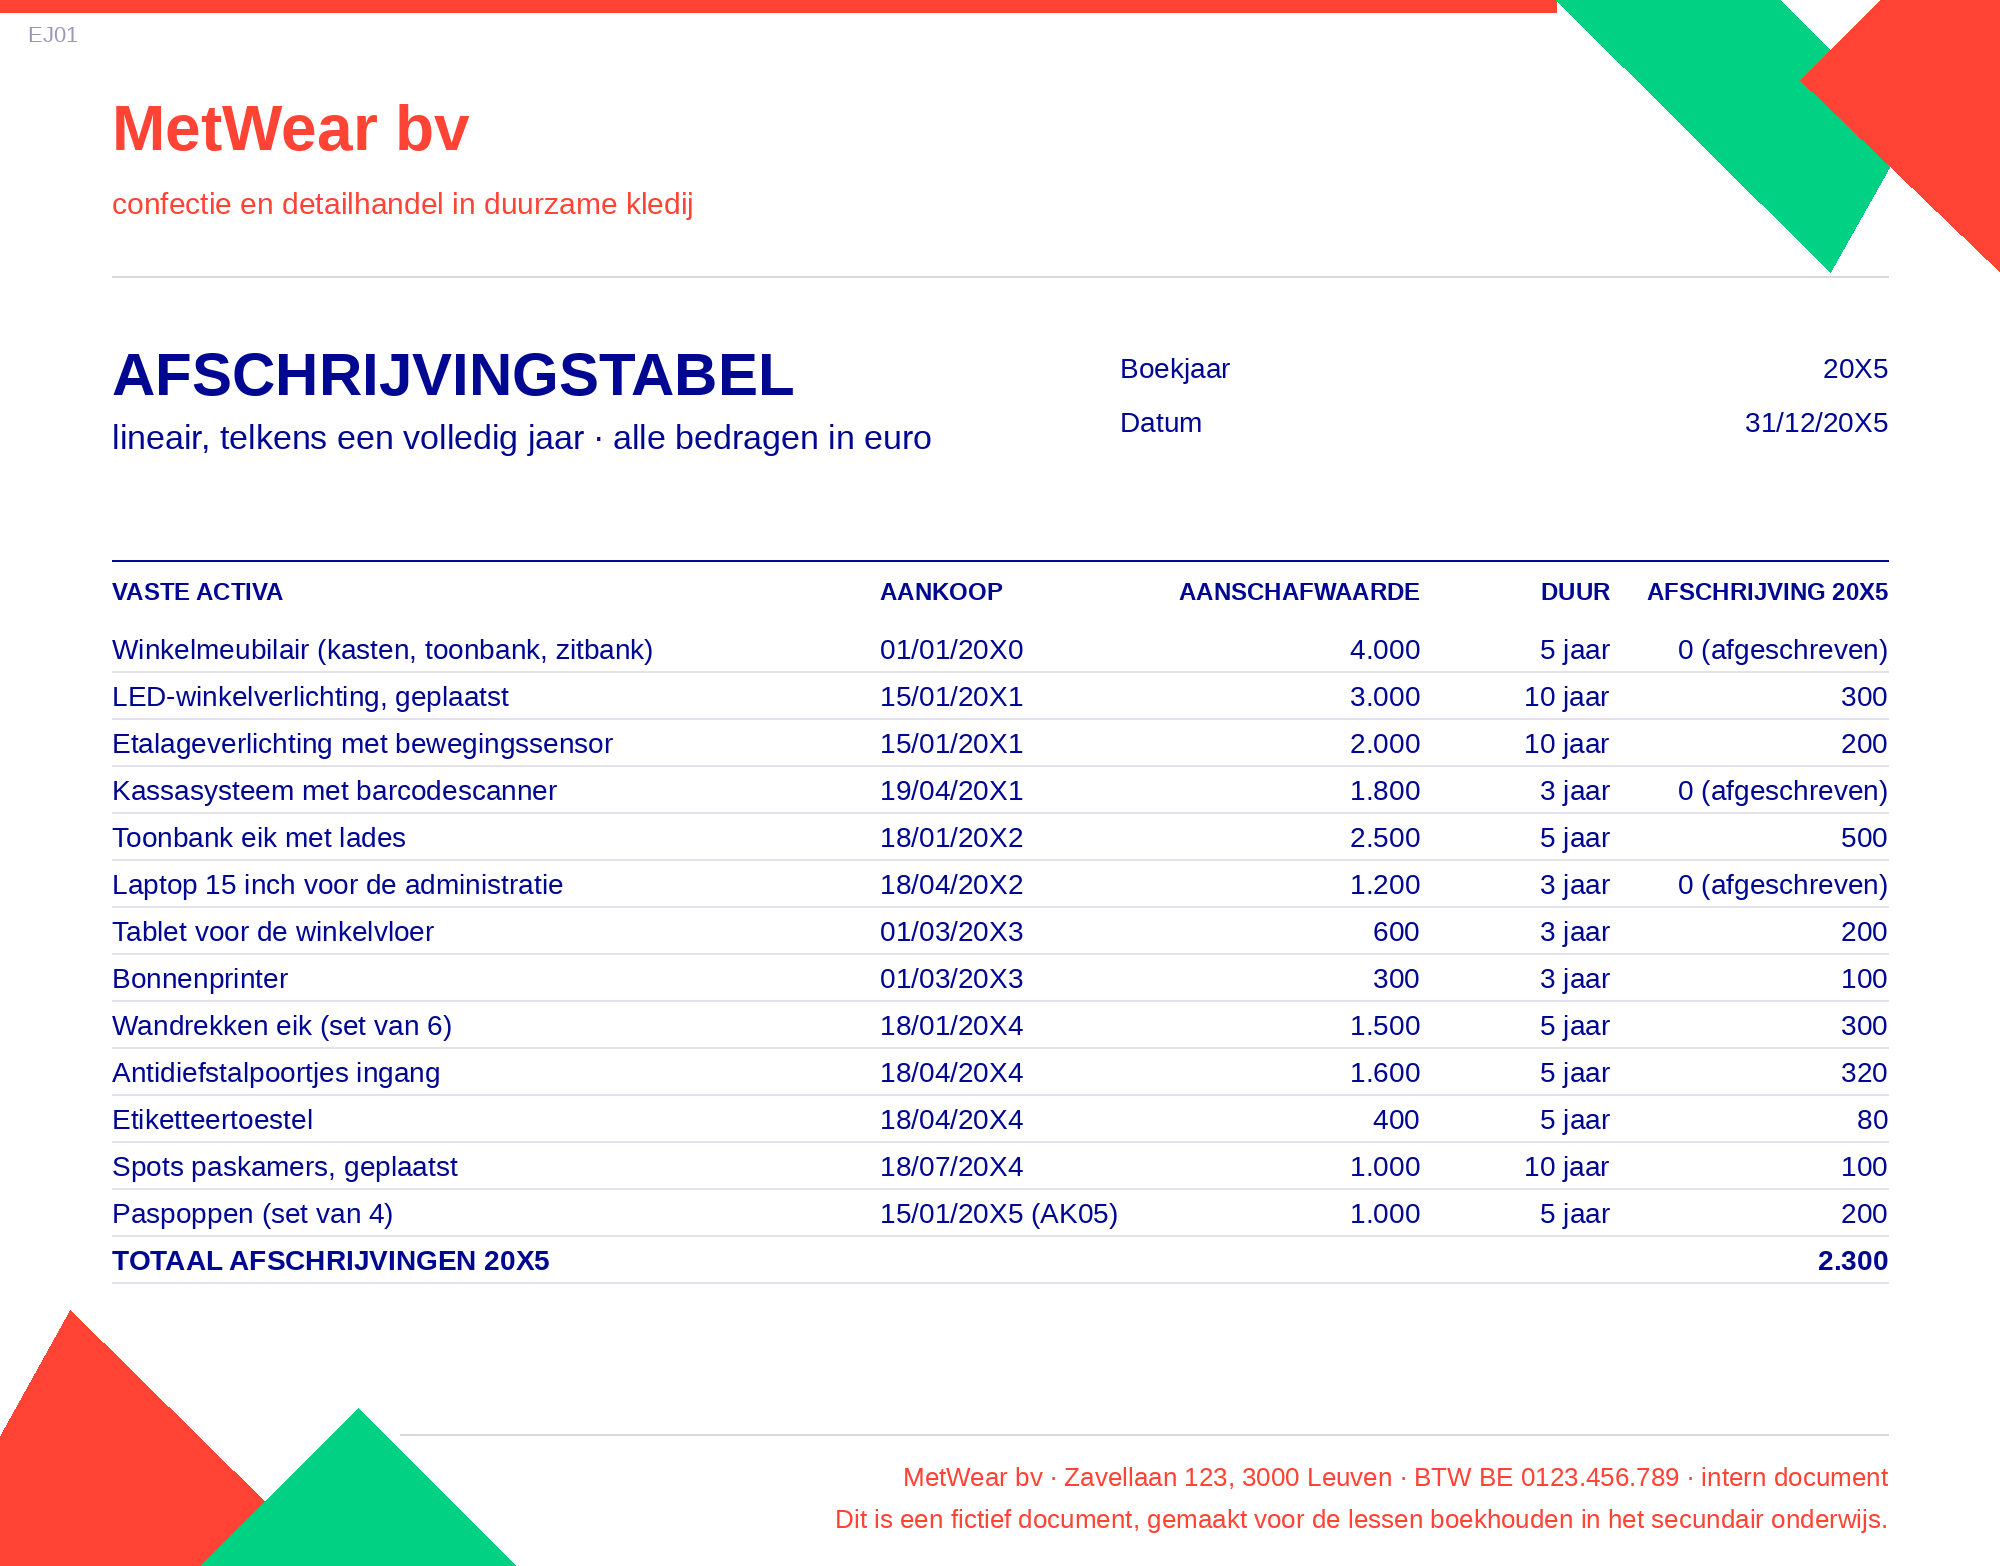 EJ01
MetWear bv
confectie en detailhandel in duurzame kledij
AFSCHRIJVINGSTABEL
lineair, telkens een volledig jaar · alle bedragen in euro
Boekjaar 20X5
Datum 31/12/20X5
VASTE ACTIVA AANKOOP AANSCHAFWAARDE DUUR AFSCHRIJVING 20X5
Winkelmeubilair (kasten, toonbank, zitbank) 01/01/20X0 4.000 5 jaar 0 (afgeschreven)
LED-winkelverlichting, geplaatst 15/01/20X1 3.000 10 jaar 300
Etalageverlichting met bewegingssensor 15/01/20X1 2.000 10 jaar 200
Kassasysteem met barcodescanner 19/04/20X1 1.800 3 jaar 0 (afgeschreven)
Toonbank eik met lades 18/01/20X2 2.500 5 jaar 500
Laptop 15 inch voor de administratie 18/04/20X2 1.200 3 jaar 0 (afgeschreven)
Tablet voor de winkelvloer 01/03/20X3 600 3 jaar 200
Bonnenprinter 01/03/20X3 300 3 jaar 100
Wandrekken eik (set van 6) 18/01/20X4 1.500 5 jaar 300
Antidiefstalpoortjes ingang 18/04/20X4 1.600 5 jaar 320
Etiketteertoestel 18/04/20X4 400 5 jaar 80
Spots paskamers, geplaatst 18/07/20X4 1.000 10 jaar 100
Paspoppen (set van 4) 15/01/20X5 (AK05) 1.000 5 jaar 200
TOTAAL AFSCHRIJVINGEN 20X5 2.300
MetWear bv · Zavellaan 123, 3000 Leuven · BTW BE 0123.456.789 · intern document
Dit is een fictief document, gemaakt voor de lessen boekhouden in het secundair onderwijs.